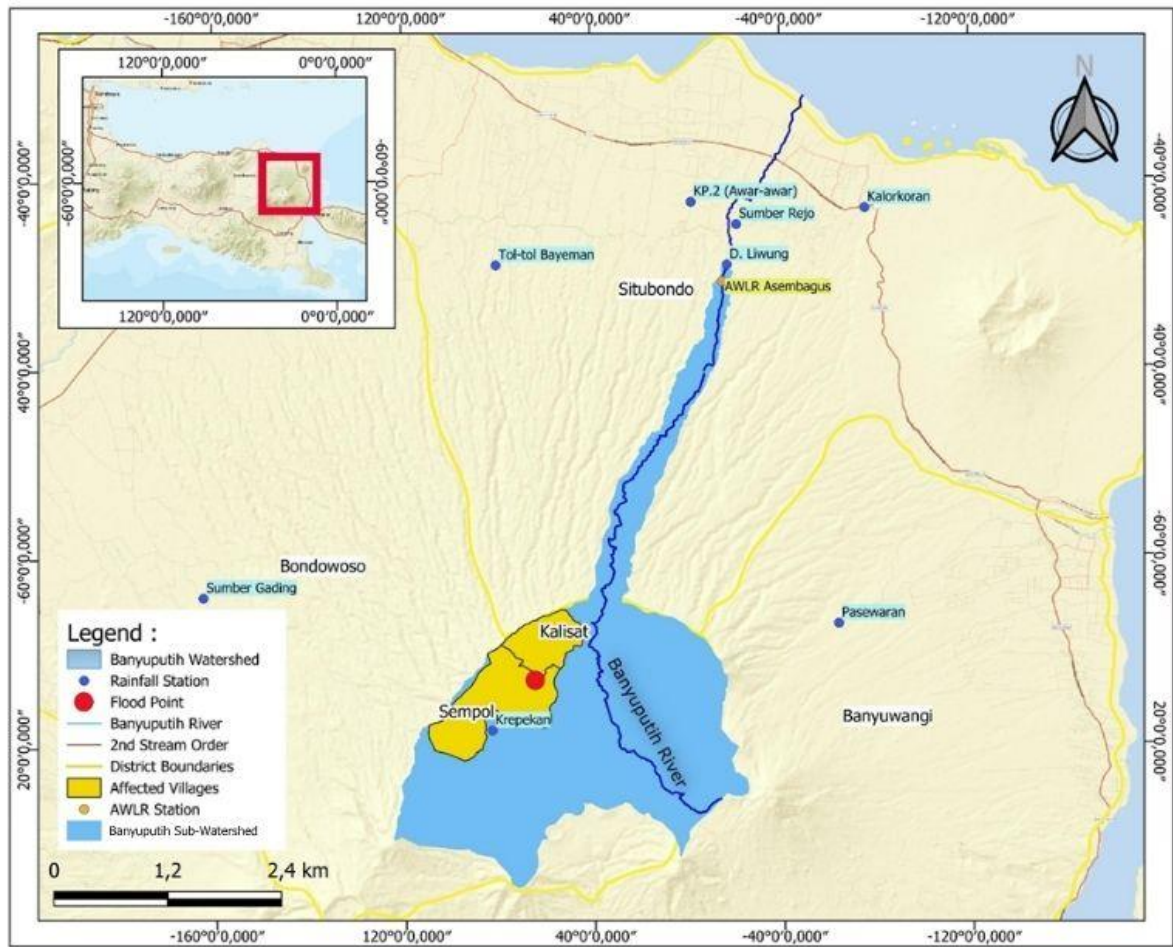 -160°0'0,000" 120°0'0,000" 40°0'0,000" -40°0'0,000" -120°0'0,000"
120°0'0,000" 0°0'0,000"
-60°0'0,000"
-60°0'0,000"
120°0'0,000" 0°0'0,000"
N
-40°0'0,000"
-40°0'0,000"
KP.2 (Awar-awar)
Kalorkoran
Sumber Rejo
Tol-tol Bayeman
D. Liwung
Situbondo
AWLR Asembagus
40°0'0,000"
40°0'0,000"
-60°0'0,000"
-60°0'0,000"
Bondowoso
Sumber Gading
Pasewaran
Kalisat
Banyuputih River
Sempol
Krepekan
Banyuwangi
20°0'0,000"
20°0'0,000"
Legend :
Banyuputih Watershed
Rainfall Station
Flood Point
Banyuputih River
2nd Stream Order
District Boundaries
Affected Villages
AWLR Station
Banyuputih Sub-Watershed
0 1,2 2,4 km
-160°0'0,000" 120°0'0,000" 40°0'0,000" -40°0'0,000" -120°0'0,000"